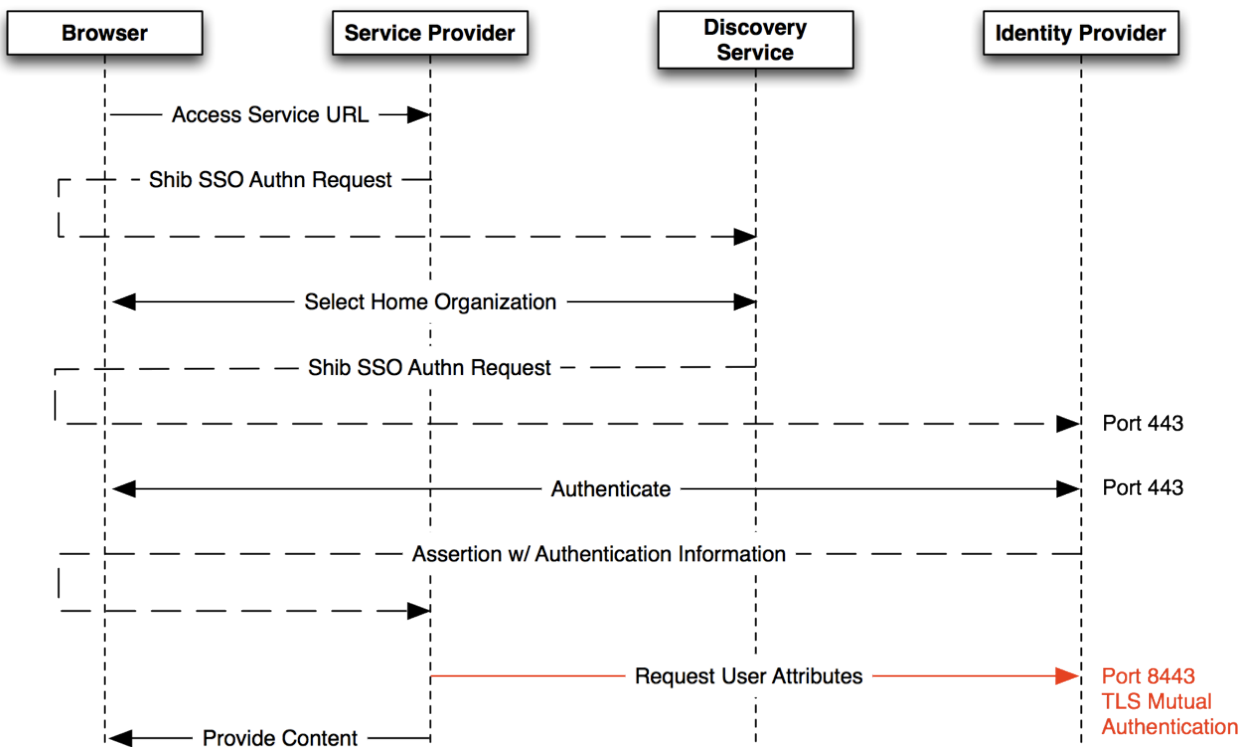 Browser
Service Provider
Discovery
Service
Identity Provider
Access Service URL
Shib SSO Authn Request
Select Home Organization
Shib SSO Authn Request
Port 443
Authenticate
Port 443
Assertion w/ Authentication Information
Request User Attributes
Port 8443
TLS Mutual
Authentication
Provide Content